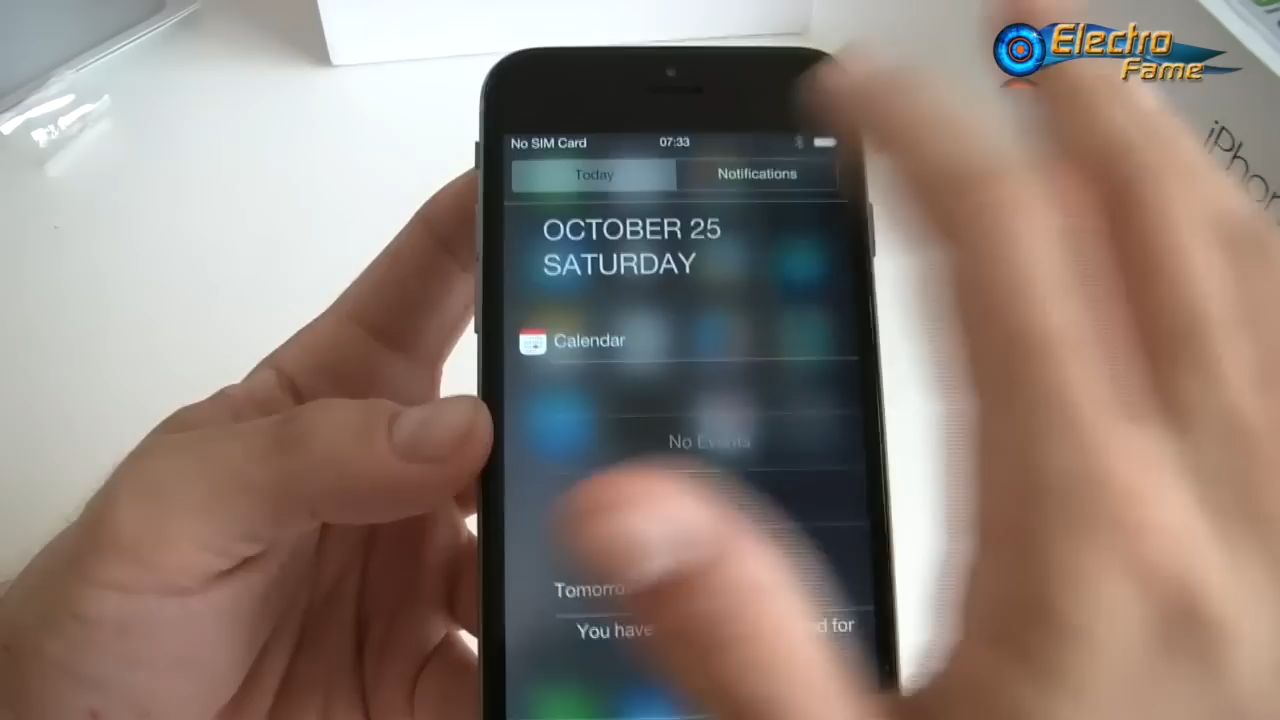 Electro
Fame
iPhon
No SIM Card 07:33
Today Notifications
OCTOBER 25
SATURDAY
Calendar
No Events
Tomorro
You have d for